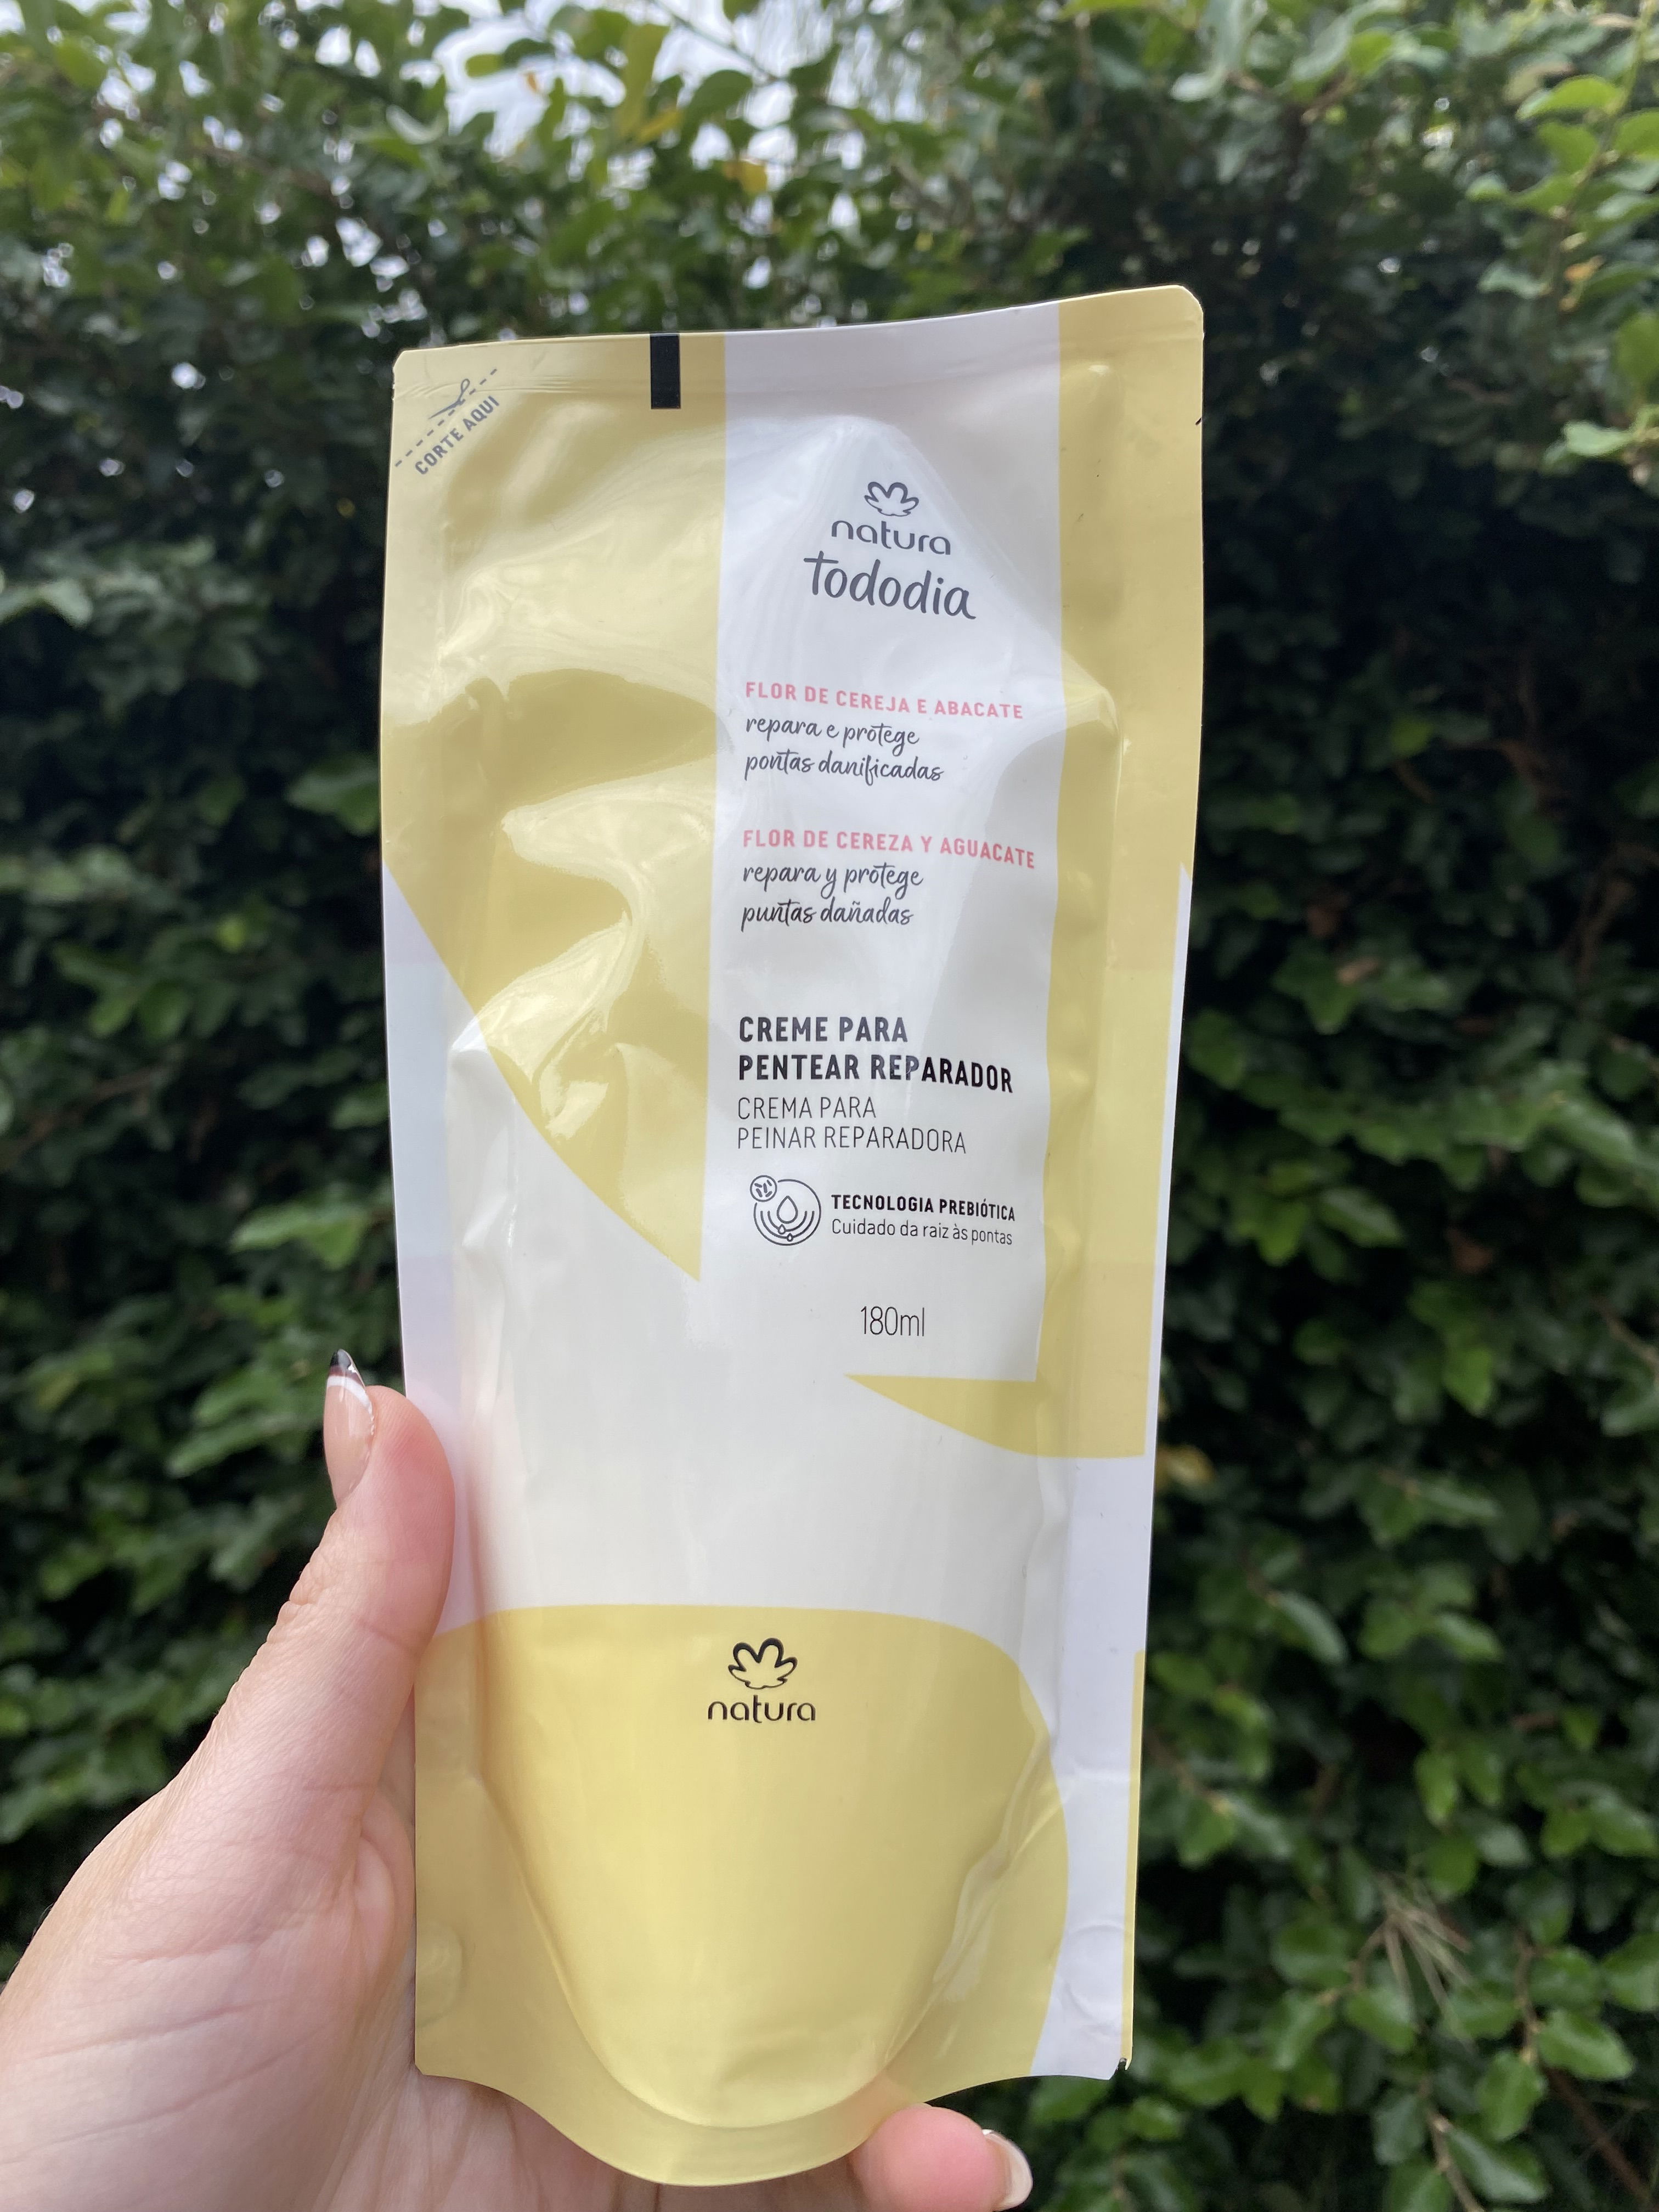 CORTE AQUI
natura
tododia
FLOR DE CEREJA E ABACATE
repara e protege
pontas danificadas
FLOR DE CEREZA Y AGUACATE
repara y protege
puntas dañadas
CREME PARA
PENTEAR REPARADOR
CREMA PARA
PEINAR REPARADORA
TECNOLOGIA PREBIÓTICA
Cuidado da raiz às pontas
180ml
natura